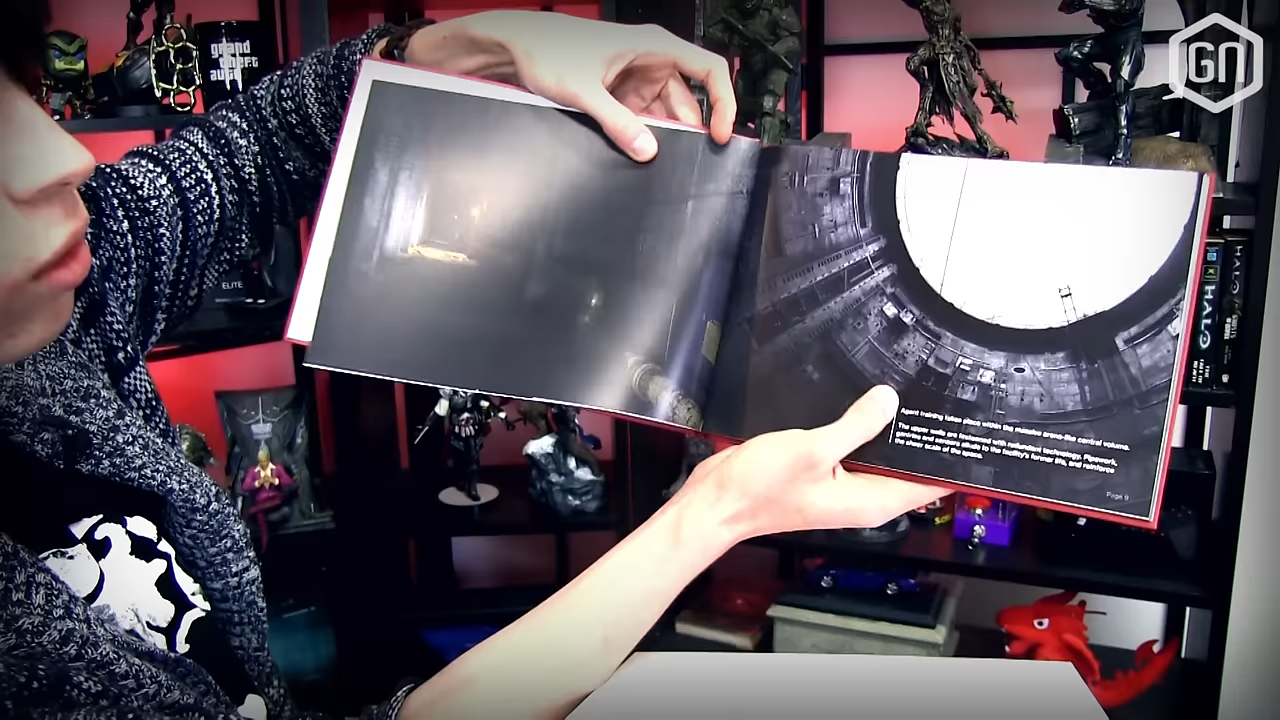 GN
grand
theft
auto
ELITE
HALO
HALO
Agent training takes place within the massive arena-like central volume.
The upper walls are festooned with redundant technology. Pipework,
gantries and sensors allude to the facility's former life, and reinforce
the sheer scale of the space.
Page 9